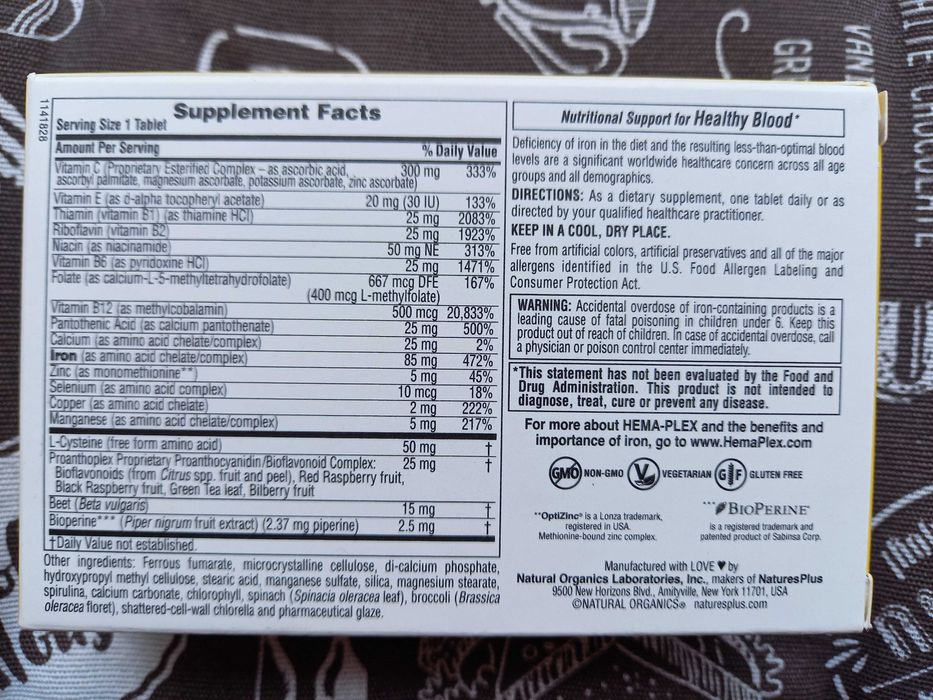 1141828
Supplement Facts
Serving Size 1 Tablet
Amount Per Serving % Daily Value
Vitamin C (Proprietary Esterified Complex – as ascorbic acid, 300 mg 333%
ascorbyl palmitate, magnesium ascorbate, potassium ascorbate, zinc ascorbate)
Vitamin E (as d-alpha tocopheryl acetate) 20 mg (30 IU) 133%
Thiamin (vitamin B1) (as thiamine HCl) 25 mg 2083%
Riboflavin (vitamin B2) 25 mg 1923%
Niacin (as niacinamide) 50 mg NE 313%
Vitamin B6 (as pyridoxine HCl) 25 mg 1471%
Folate (as calcium-L-5-methyltetrahydrofolate) 667 mcg DFE 167%
(400 mcg L-methylfolate)
Vitamin B12 (as methylcobalamin) 500 mcg 20,833%
Pantothenic Acid (as calcium pantothenate) 25 mg 500%
Calcium (as amino acid chelate/complex) 25 mg 2%
Iron (as amino acid chelate/complex) 85 mg 472%
Zinc (as monomethionine**) 5 mg 45%
Selenium (as amino acid complex) 10 mcg 18%
Copper (as amino acid chelate) 2 mg 222%
Manganese (as amino acid chelate/complex) 5 mg 217%
L-Cysteine (free form amino acid) 50 mg †
Proanthoplex Proprietary Proanthocyanidin/Bioflavonoid Complex: 25 mg †
Bioflavonoids (from Citrus spp. fruit and peel), Red Raspberry fruit,
Black Raspberry fruit, Green Tea leaf, Bilberry fruit
Beet (Beta vulgaris) 15 mg †
Bioperine*** (Piper nigrum fruit extract) (2.37 mg piperine) 2.5 mg †
†Daily Value not established.
Other ingredients: Ferrous fumarate, microcrystalline cellulose, di-calcium phosphate,
hydroxypropyl methyl cellulose, stearic acid, manganese sulfate, silica, magnesium stearate,
spirulina, calcium carbonate, chlorophyll, spinach (Spinacia oleracea leaf), broccoli (Brassica
oleracea floret), shattered-cell-wall chlorella and pharmaceutical glaze.
Nutritional Support for Healthy Blood*
Deficiency of iron in the diet and the resulting less-than-optimal blood
levels are a significant worldwide healthcare concern across all age
groups and all demographics.
DIRECTIONS: As a dietary supplement, one tablet daily or as
directed by your qualified healthcare practitioner.
KEEP IN A COOL, DRY PLACE.
Free from artificial colors, artificial preservatives and all of the major
allergens identified in the U.S. Food Allergen Labeling and
Consumer Protection Act.
WARNING: Accidental overdose of iron-containing products is a
leading cause of fatal poisoning in children under 6. Keep this
product out of reach of children. In case of accidental overdose, call
a physician or poison control center immediately.
*This statement has not been evaluated by the Food and
Drug Administration. This product is not intended to
diagnose, treat, cure or prevent any disease.
For more about HEMA-PLEX and the benefits and
importance of iron, go to www.HemaPlex.com
GMO NON-GMO V VEGETARIAN GF GLUTEN FREE
**OptiZinc® is a Lonza trademark,
registered in USA.
Methionine-bound zinc complex.
***BIOPERINE®
is a registered trademark and
patented product of Sabinsa Corp.
Manufactured with LOVE ♥ by
Natural Organics Laboratories, Inc., makers of NaturesPlus
9500 New Horizons Blvd., Amityville, New York 11701, USA
©NATURAL ORGANICS® naturesplus.com
CHOCOLATE